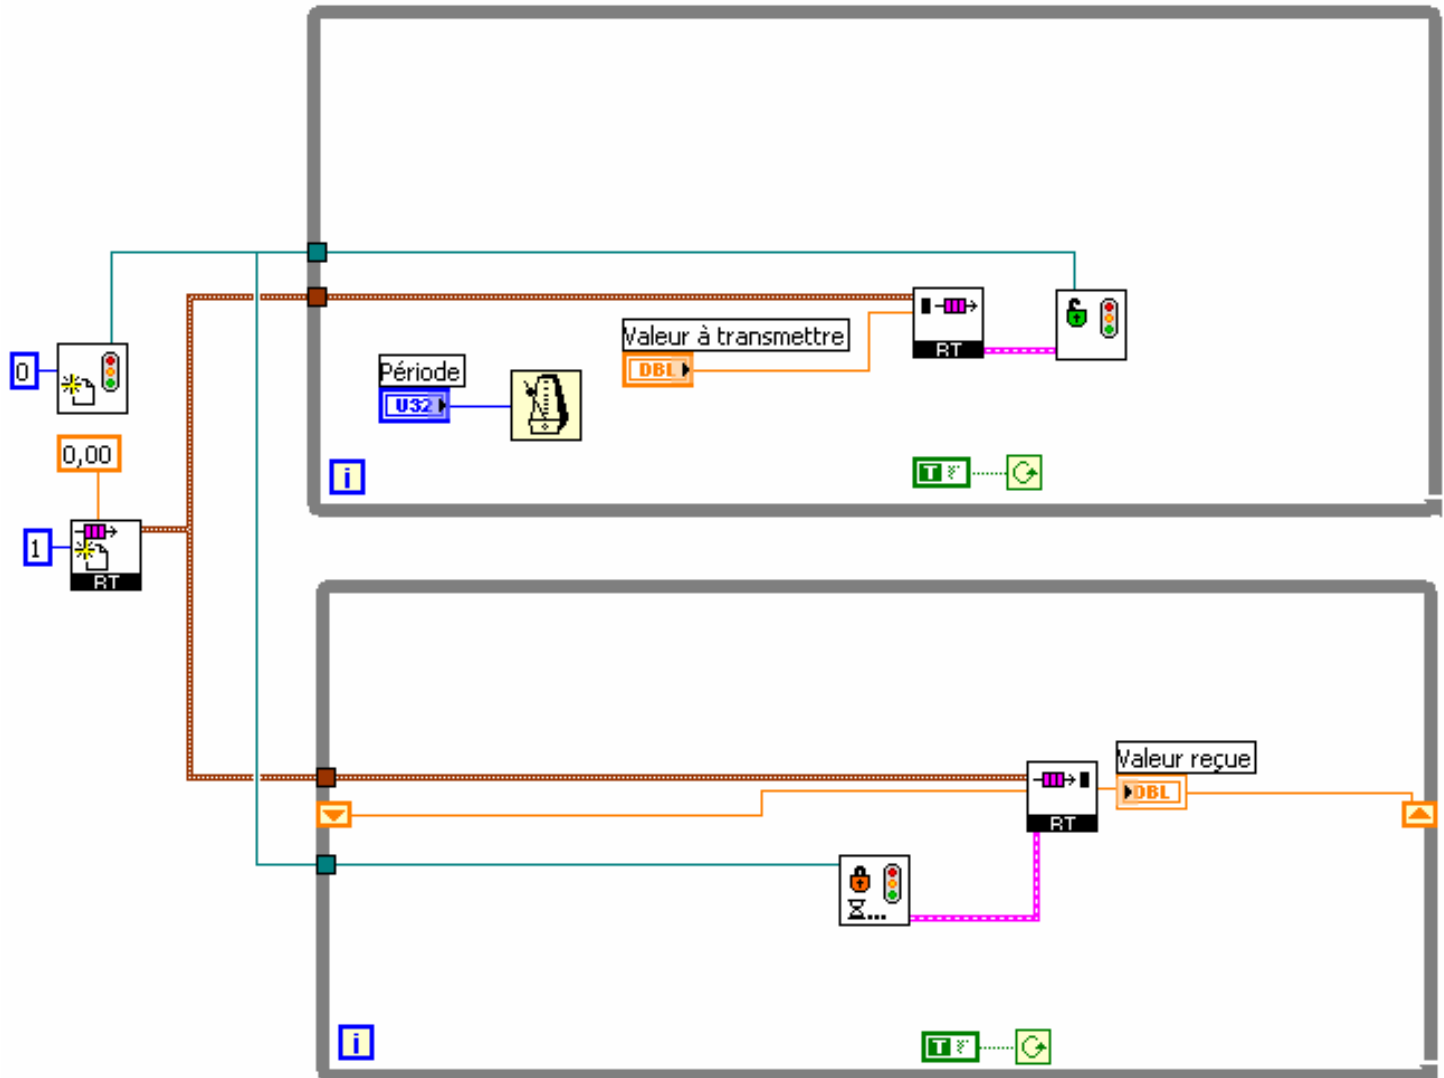 Valeur à transmettre
RT
0
Période
DBL
U32
0,00
i
T F
1
RT
Valeur reçue
DBL
RT
i
T F